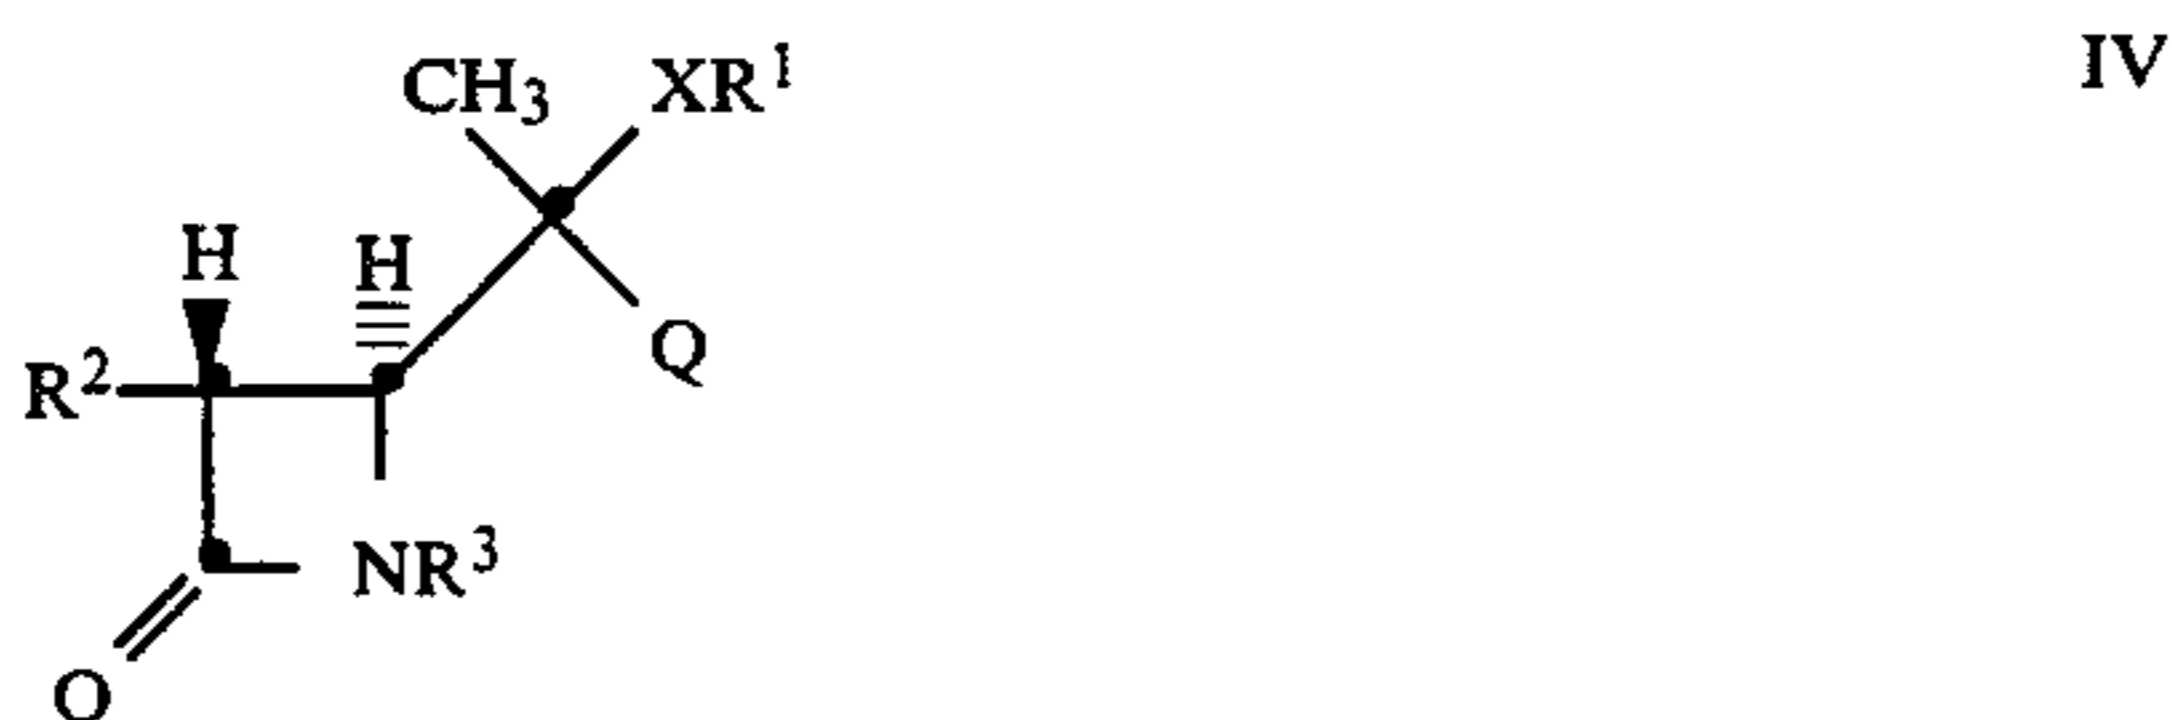 IV
CH₃ XR¹
H H
Q
R²
NR³
O